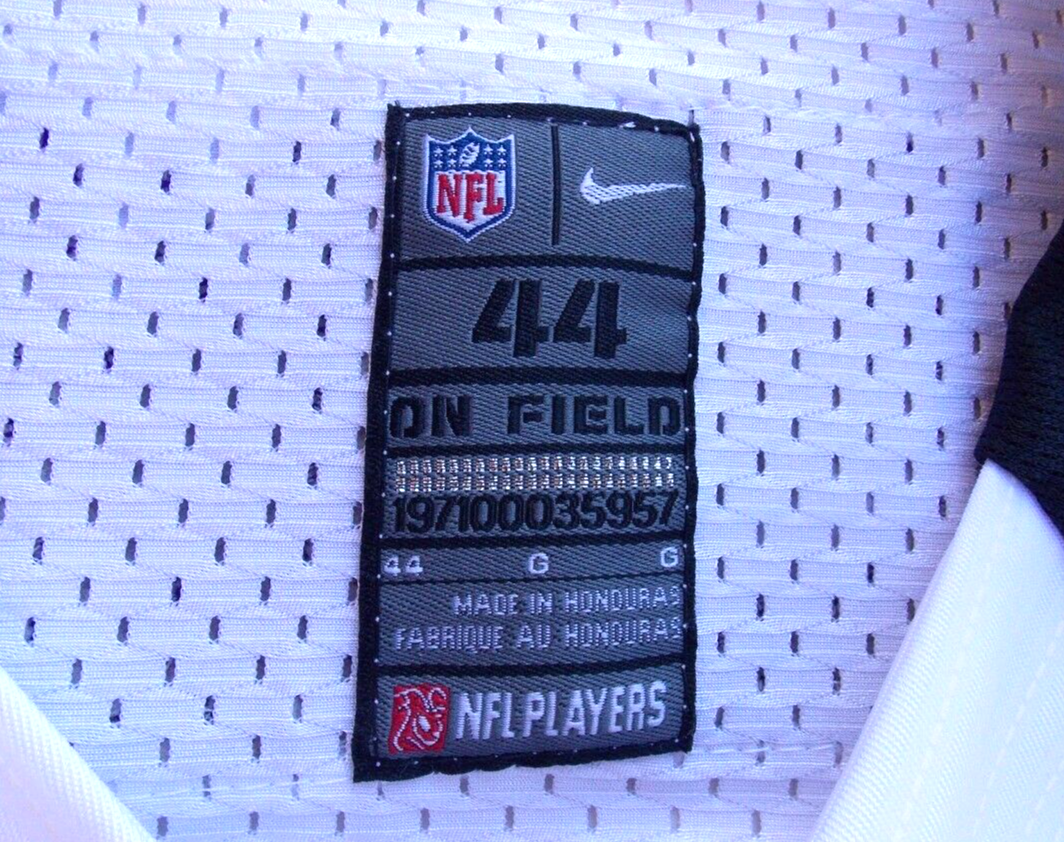 NFL
44
ON FIELD
197100035957
44 G G
MADE IN HONDURAS
FABRIQUE AU HONDURAS
NFL PLAYERS